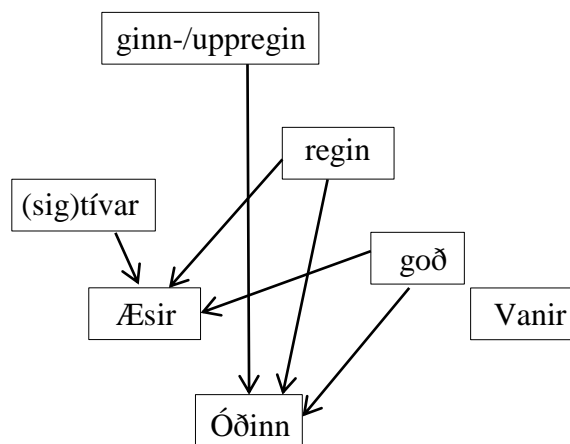 ginn-/uppregin
regin
(sig)tívar
goð
Æsir
Vanir
Óðinn